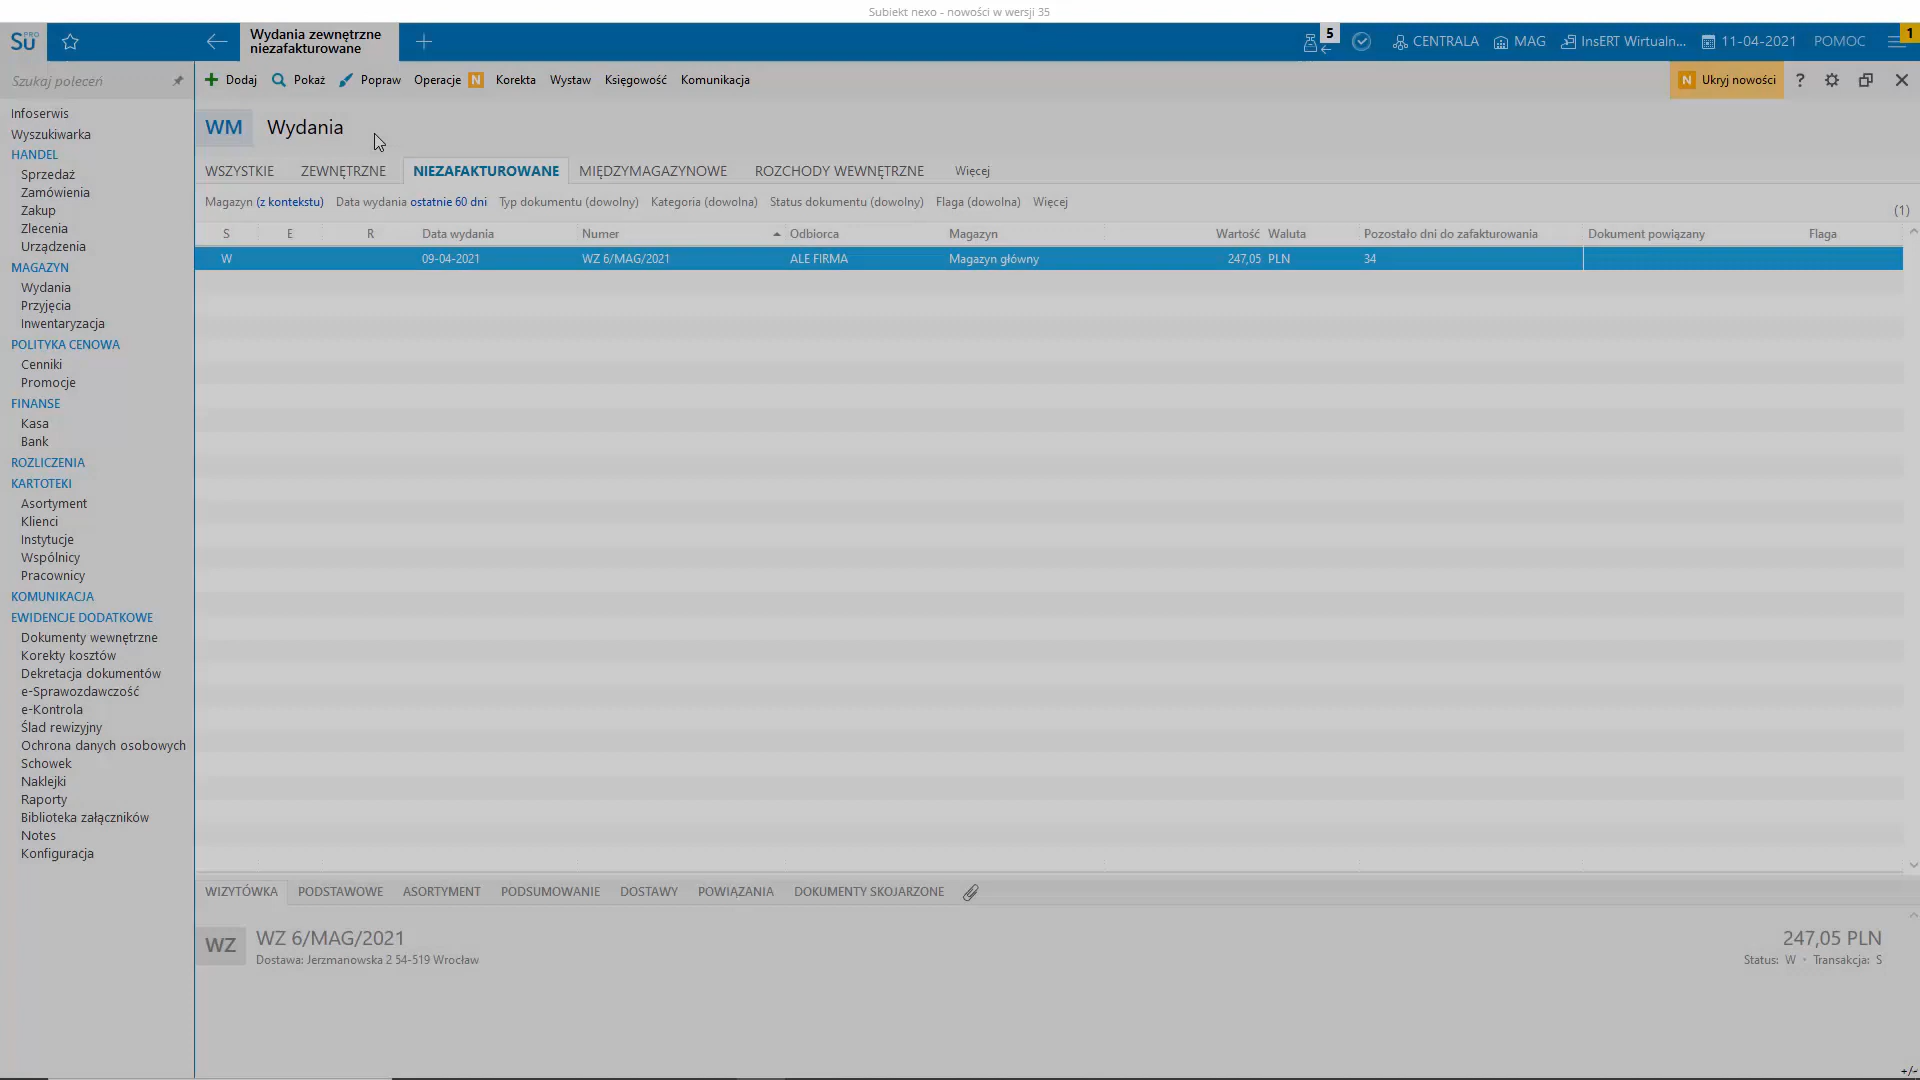 Subiekt nexo - nowości w wersji 35
Su PRO
Wydania zewnętrzne
niezafakturowane
5
CENTRALA
MAG
InsERT Wirtualn...
11-04-2021
POMOC
1
Szukaj poleceń
Dodaj
Pokaż
Popraw
Operacje
N
Korekta
Wystaw
Księgowość
Komunikacja
N Ukryj nowości
?
Infoserwis
Wyszukiwarka
HANDEL
Sprzedaż
Zamówienia
Zakup
Zlecenia
Urządzenia
MAGAZYN
Wydania
Przyjęcia
Inwentaryzacja
POLITYKA CENOWA
Cenniki
Promocje
FINANSE
Kasa
Bank
ROZLICZENIA
KARTOTEKI
Asortyment
Klienci
Instytucje
Wspólnicy
Pracownicy
KOMUNIKACJA
EWIDENCJE DODATKOWE
Dokumenty wewnętrzne
Korekty kosztów
Dekretacja dokumentów
e-Sprawozdawczość
e-Kontrola
Ślad rewizyjny
Ochrona danych osobowych
Schowek
Naklejki
Raporty
Biblioteka załączników
Notes
Konfiguracja
WM Wydania
WSZYSTKIE ZEWNĘTRZNE NIEZAFAKTUROWANE MIĘDZYMAGAZYNOWE ROZCHODY WEWNĘTRZNE Więcej
Magazyn (z kontekstu) Data wydania ostatnie 60 dni Typ dokumentu (dowolny) Kategoria (dowolna) Status dokumentu (dowolny) Flaga (dowolna) Więcej
(1)
S E R Data wydania Numer Odbiorca Magazyn Wartość Waluta Pozostało dni do zafakturowania Dokument powiązany Flaga
W 09-04-2021 WZ 6/MAG/2021 ALE FIRMA Magazyn główny 247,05 PLN 34
WIZYTÓWKA PODSTAWOWE ASORTYMENT PODSUMOWANIE DOSTAWY POWIĄZANIA DOKUMENTY SKOJARZONE
WZ WZ 6/MAG/2021 247,05 PLN
Dostawa: Jerzmanowska 2 54-519 Wrocław Status: W • Transakcja: S
+/-